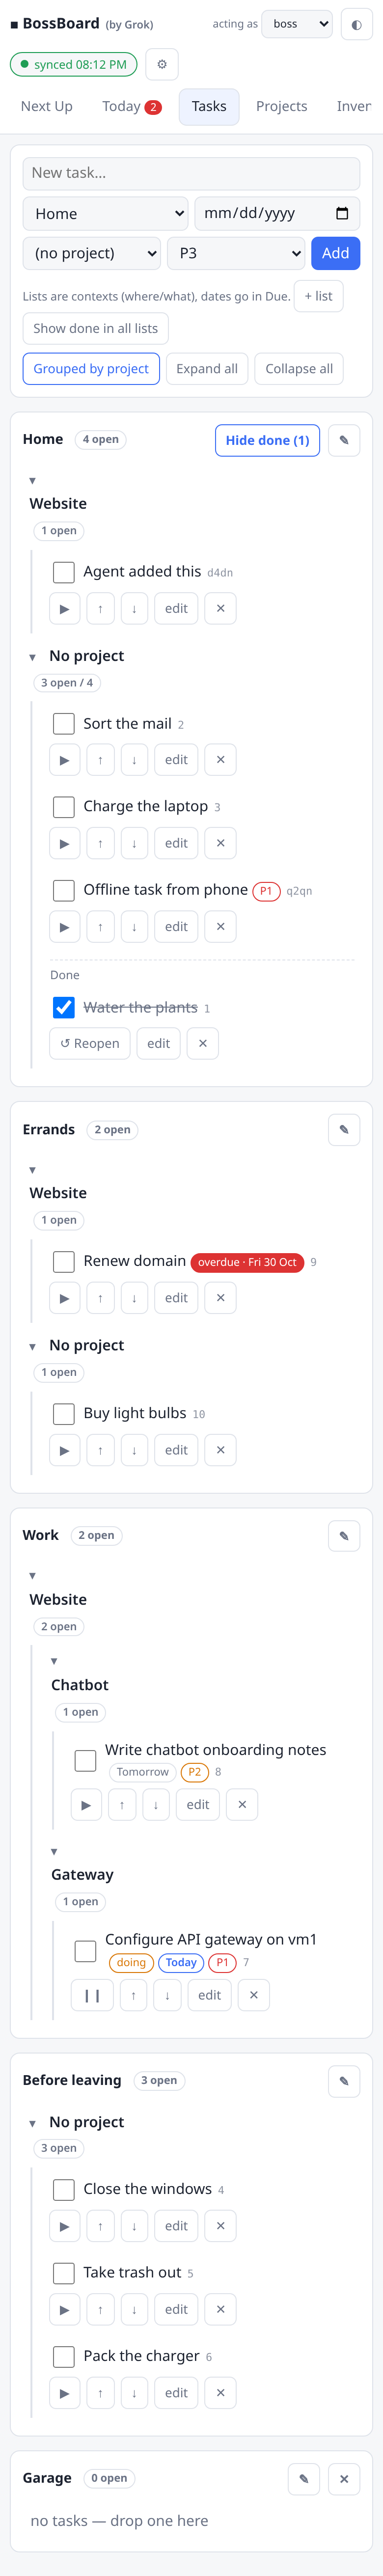 ■ BossBoard (by Grok) acting as boss ◐
● synced 08:12 PM ⚙
Next Up Today 2 Tasks Projects Inver
New task...
Home mm/dd/yyyy
(no project) P3 Add
Lists are contexts (where/what), dates go in Due. + list
Show done in all lists
Grouped by project Expand all Collapse all
Home 4 open Hide done (1) ✎
▾
Website
1 open
Agent added this d4dn
▶ ↑ ↓ edit ✕
▾ No project
3 open / 4
Sort the mail 2
▶ ↑ ↓ edit ✕
Charge the laptop 3
▶ ↑ ↓ edit ✕
Offline task from phone P1 q2qn
▶ ↑ ↓ edit ✕
Done
Water the plants 1
↺ Reopen edit ✕
Errands 2 open ✎
▾
Website
1 open
Renew domain overdue · Fri 30 Oct 9
▶ ↑ ↓ edit ✕
▾ No project
1 open
Buy light bulbs 10
▶ ↑ ↓ edit ✕
Work 2 open ✎
▾
Website
2 open
▾
Chatbot
1 open
Write chatbot onboarding notes
Tomorrow P2 8
▶ ↑ ↓ edit ✕
▾
Gateway
1 open
Configure API gateway on vm1
doing Today P1 7
❙❙ ↑ ↓ edit ✕
Before leaving 3 open ✎
▾ No project
3 open
Close the windows 4
▶ ↑ ↓ edit ✕
Take trash out 5
▶ ↑ ↓ edit ✕
Pack the charger 6
▶ ↑ ↓ edit ✕
Garage 0 open ✎ ✕
no tasks — drop one here